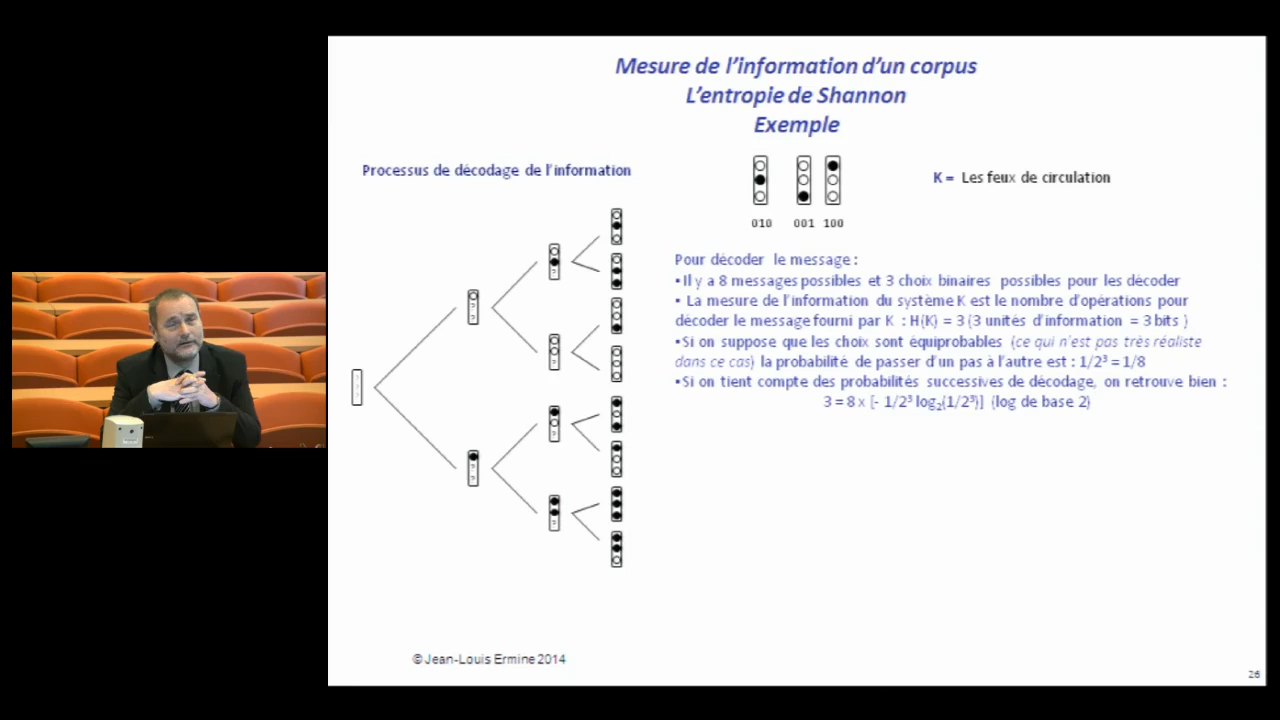 Mesure de l'information d'un corpus
L'entropie de Shannon
Exemple
Processus de décodage de l'information
K = Les feux de circulation
010 001 100
Pour décoder le message :
•Il y a 8 messages possibles et 3 choix binaires possibles pour les décoder
• La mesure de l'information du système K est le nombre d'opérations pour
décoder le message fourni par K : H(K) = 3 (3 unités d'information = 3 bits )
•Si on suppose que les choix sont équiprobables (ce qui n'est pas très réaliste
dans ce cas) la probabilité de passer d'un pas à l'autre est : 1/2³ = 1/8
•Si on tient compte des probabilités successives de décodage, on retrouve bien :
3 = 8 x [- 1/2³ log₂(1/2³)] (log de base 2)
© Jean-Louis Ermine 2014
26